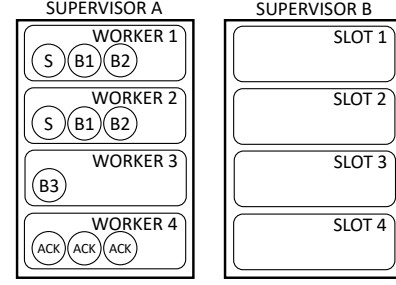 SUPERVISOR A
WORKER 1
S B1 B2
WORKER 2
S B1 B2
WORKER 3
B3
WORKER 4
ACK ACK ACK
SUPERVISOR B
SLOT 1
SLOT 2
SLOT 3
SLOT 4